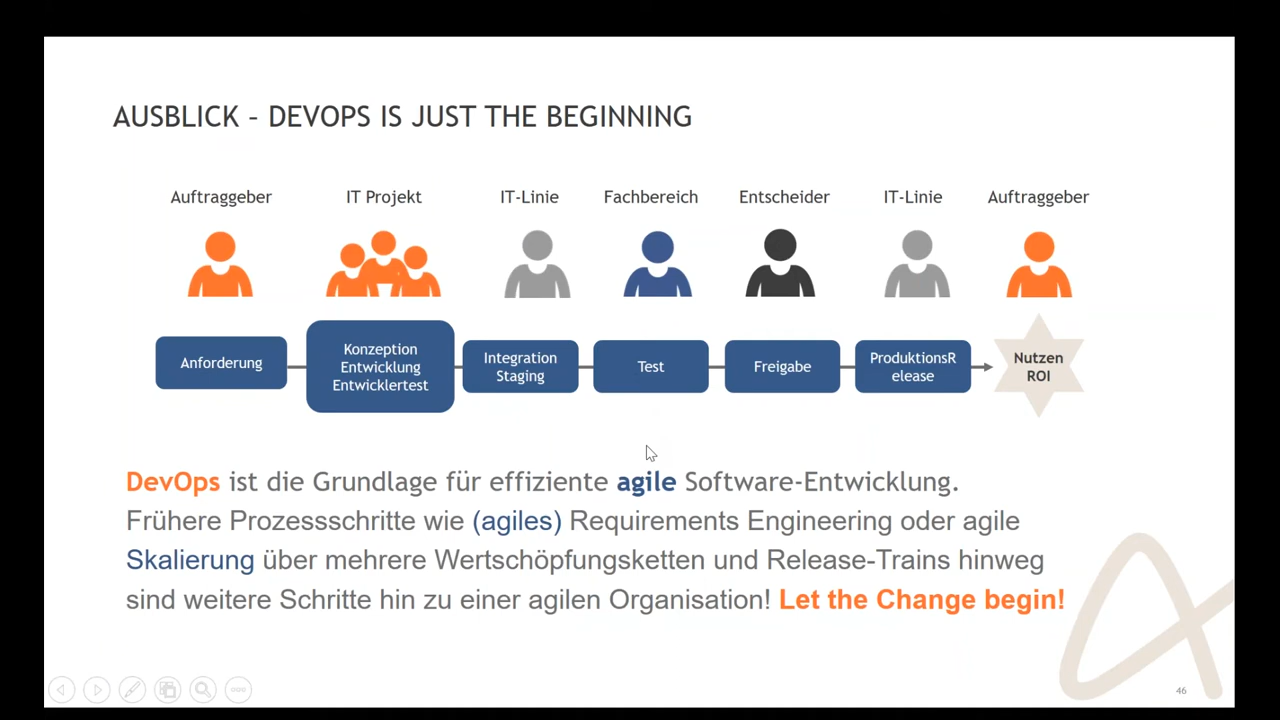 AUSBLICK – DEVOPS IS JUST THE BEGINNING
Auftraggeber
IT Projekt
IT-Linie
Fachbereich
Entscheider
IT-Linie
Auftraggeber
Anforderung
Konzeption
Entwicklung
Entwicklertest
Integration
Staging
Test
Freigabe
ProduktionsR
elease
Nutzen
ROI
DevOps ist die Grundlage für effiziente agile Software-Entwicklung.
Frühere Prozessschritte wie (agiles) Requirements Engineering oder agile
Skalierung über mehrere Wertschöpfungsketten und Release-Trains hinweg
sind weitere Schritte hin zu einer agilen Organisation! Let the Change begin!
46